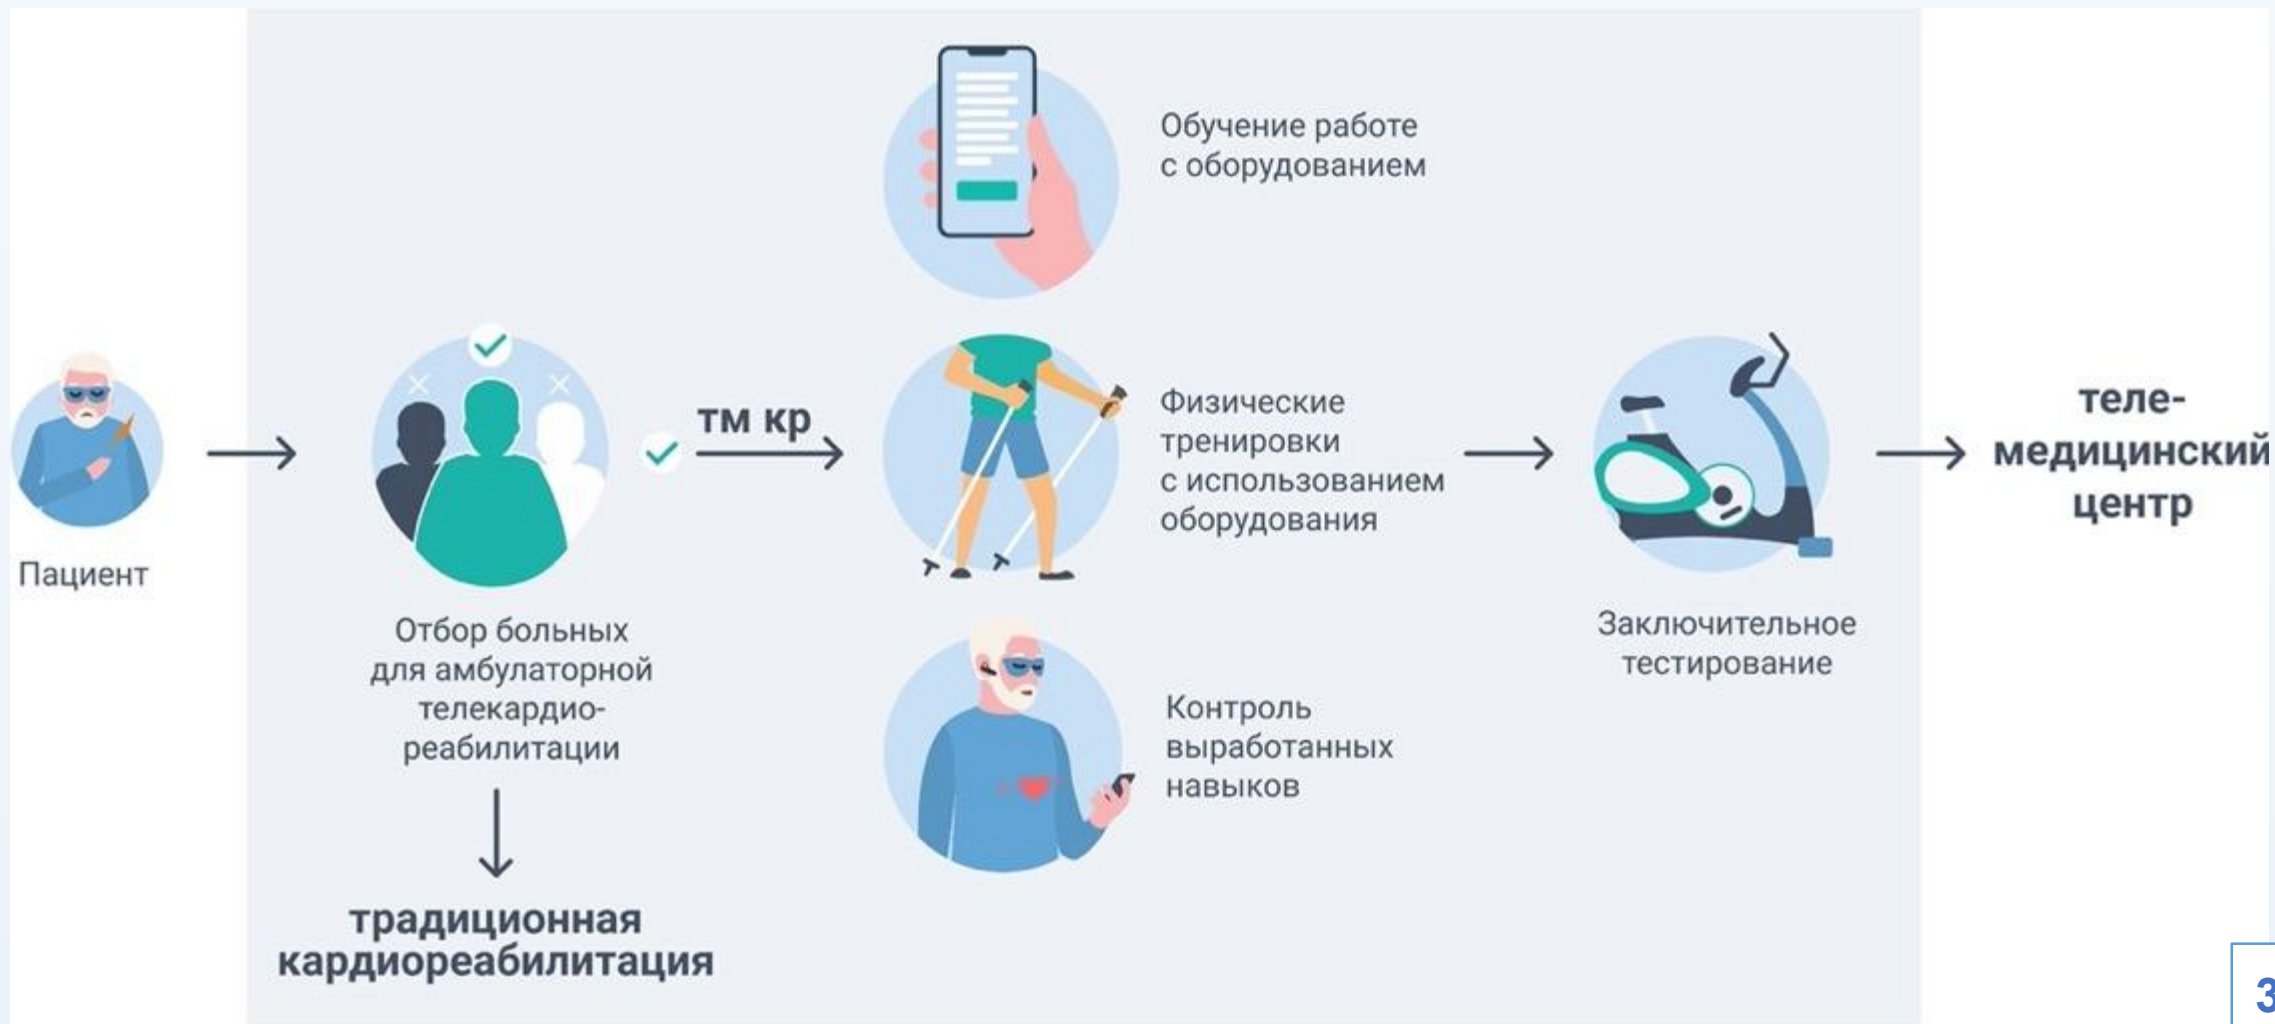 Пациент
Отбор больных
для амбулаторной
телекардио-
реабилитации
традиционная
кардиореабилитация
тм кр
Обучение работе
с оборудованием
Физические
тренировки
с использованием
оборудования
Контроль
выработанных
навыков
Заключительное
тестирование
теле-
медицинский
центр
3